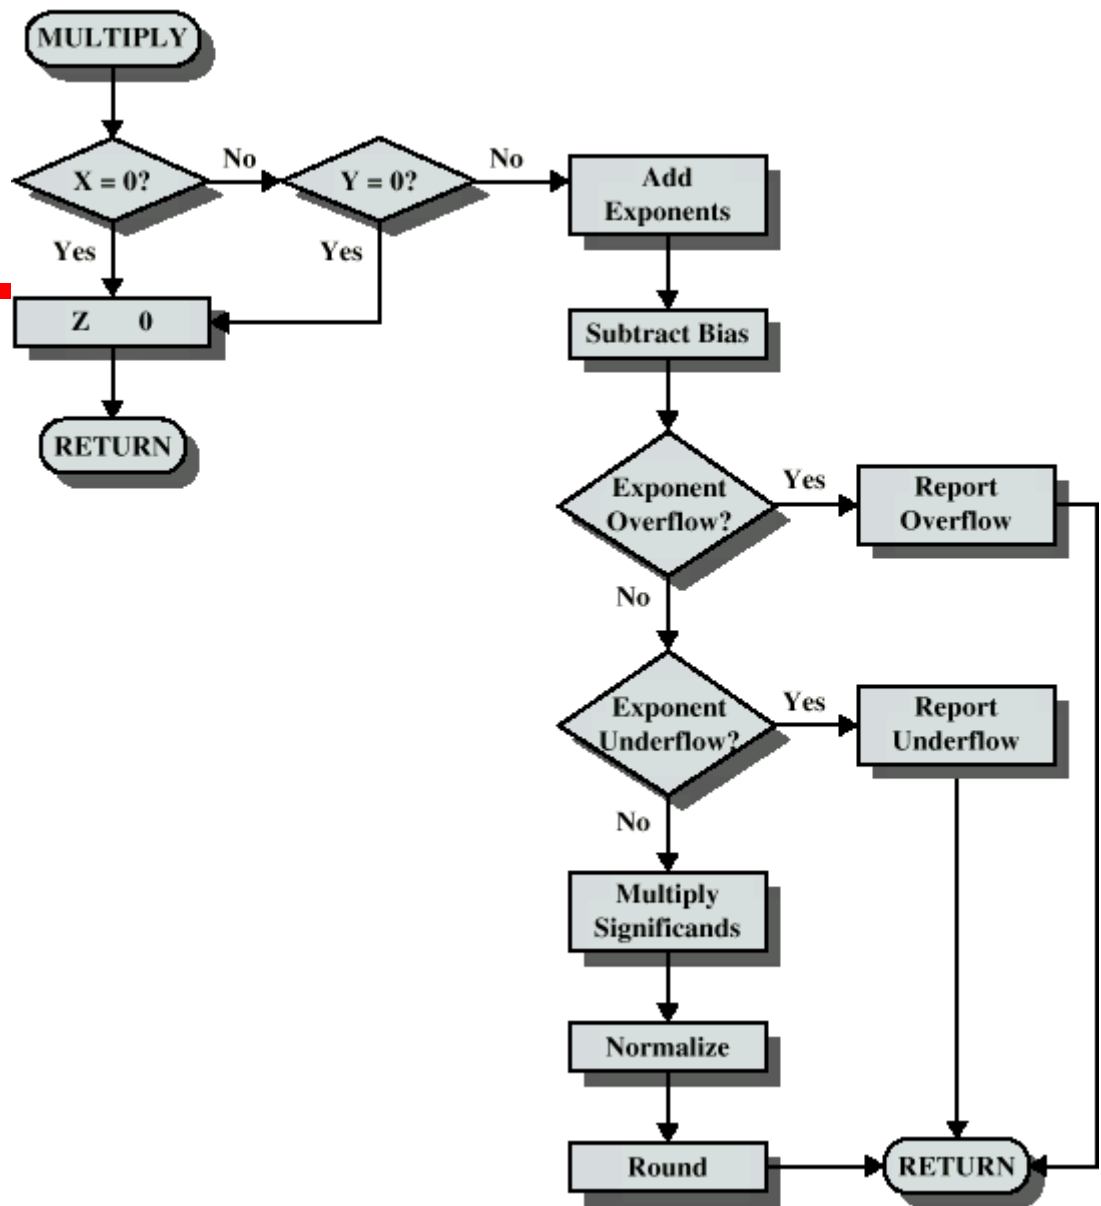 MULTIPLY
X = 0?
No
Y = 0?
No
Add
Exponents
Yes
Yes
Z 0
Subtract Bias
RETURN
Exponent
Overflow?
Yes
Report
Overflow
No
Exponent
Underflow?
Yes
Report
Underflow
No
Multiply
Significands
Normalize
Round
RETURN